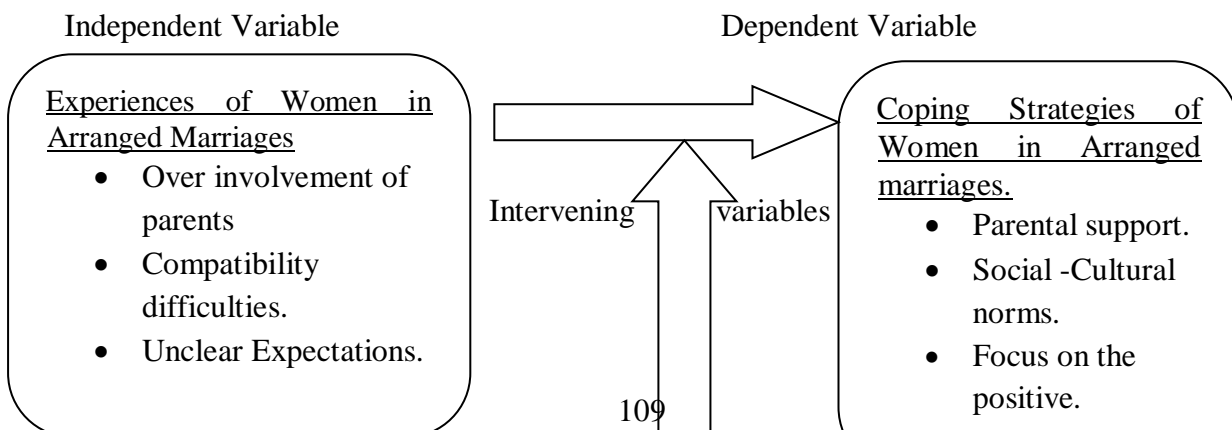 Independent Variable
Dependent Variable
Experiences of Women in
Arranged Marriages
• Over involvement of
parents
• Compatibility
difficulties.
• Unclear Expectations.
Intervening variables
Coping Strategies of
Women in Arranged
marriages.
• Parental support.
• Social -Cultural
norms.
• Focus on the
positive.
109